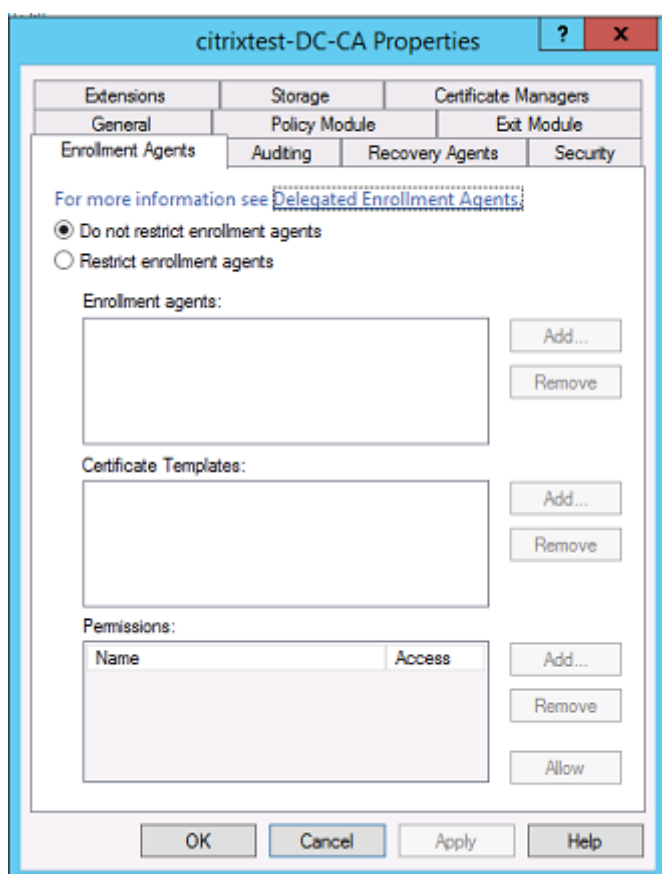 citrixtest-DC-CA Properties
? x
Extensions Storage Certificate Managers
General Policy Module Exit Module
Enrollment Agents Auditing Recovery Agents Security
For more information see Delegated Enrollment Agents.
Do not restrict enrollment agents
Restrict enrollment agents
Enrollment agents:
Add...
Remove
Certificate Templates:
Add...
Remove
Permissions:
Name Access
Add...
Remove
Allow
OK Cancel Apply Help